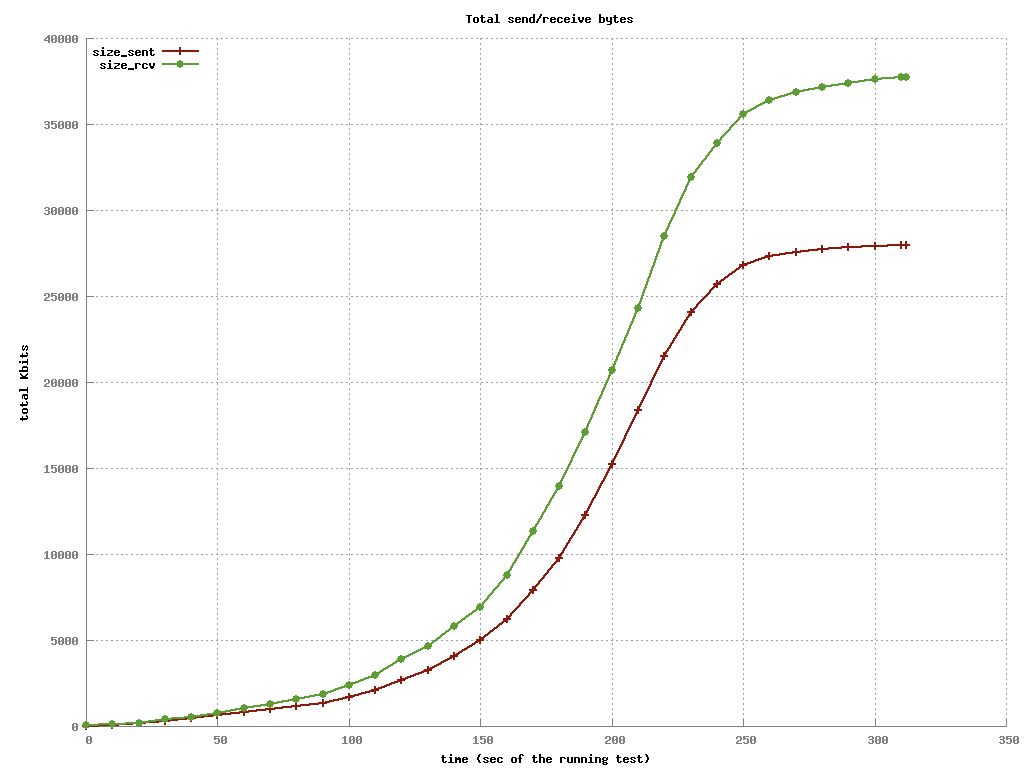 Total send/receive bytes
size_sent
size_rcv
40000
35000
30000
25000
20000
15000
10000
5000
0
total Kbits
0 50 100 150 200 250 300 350
time (sec of the running test)